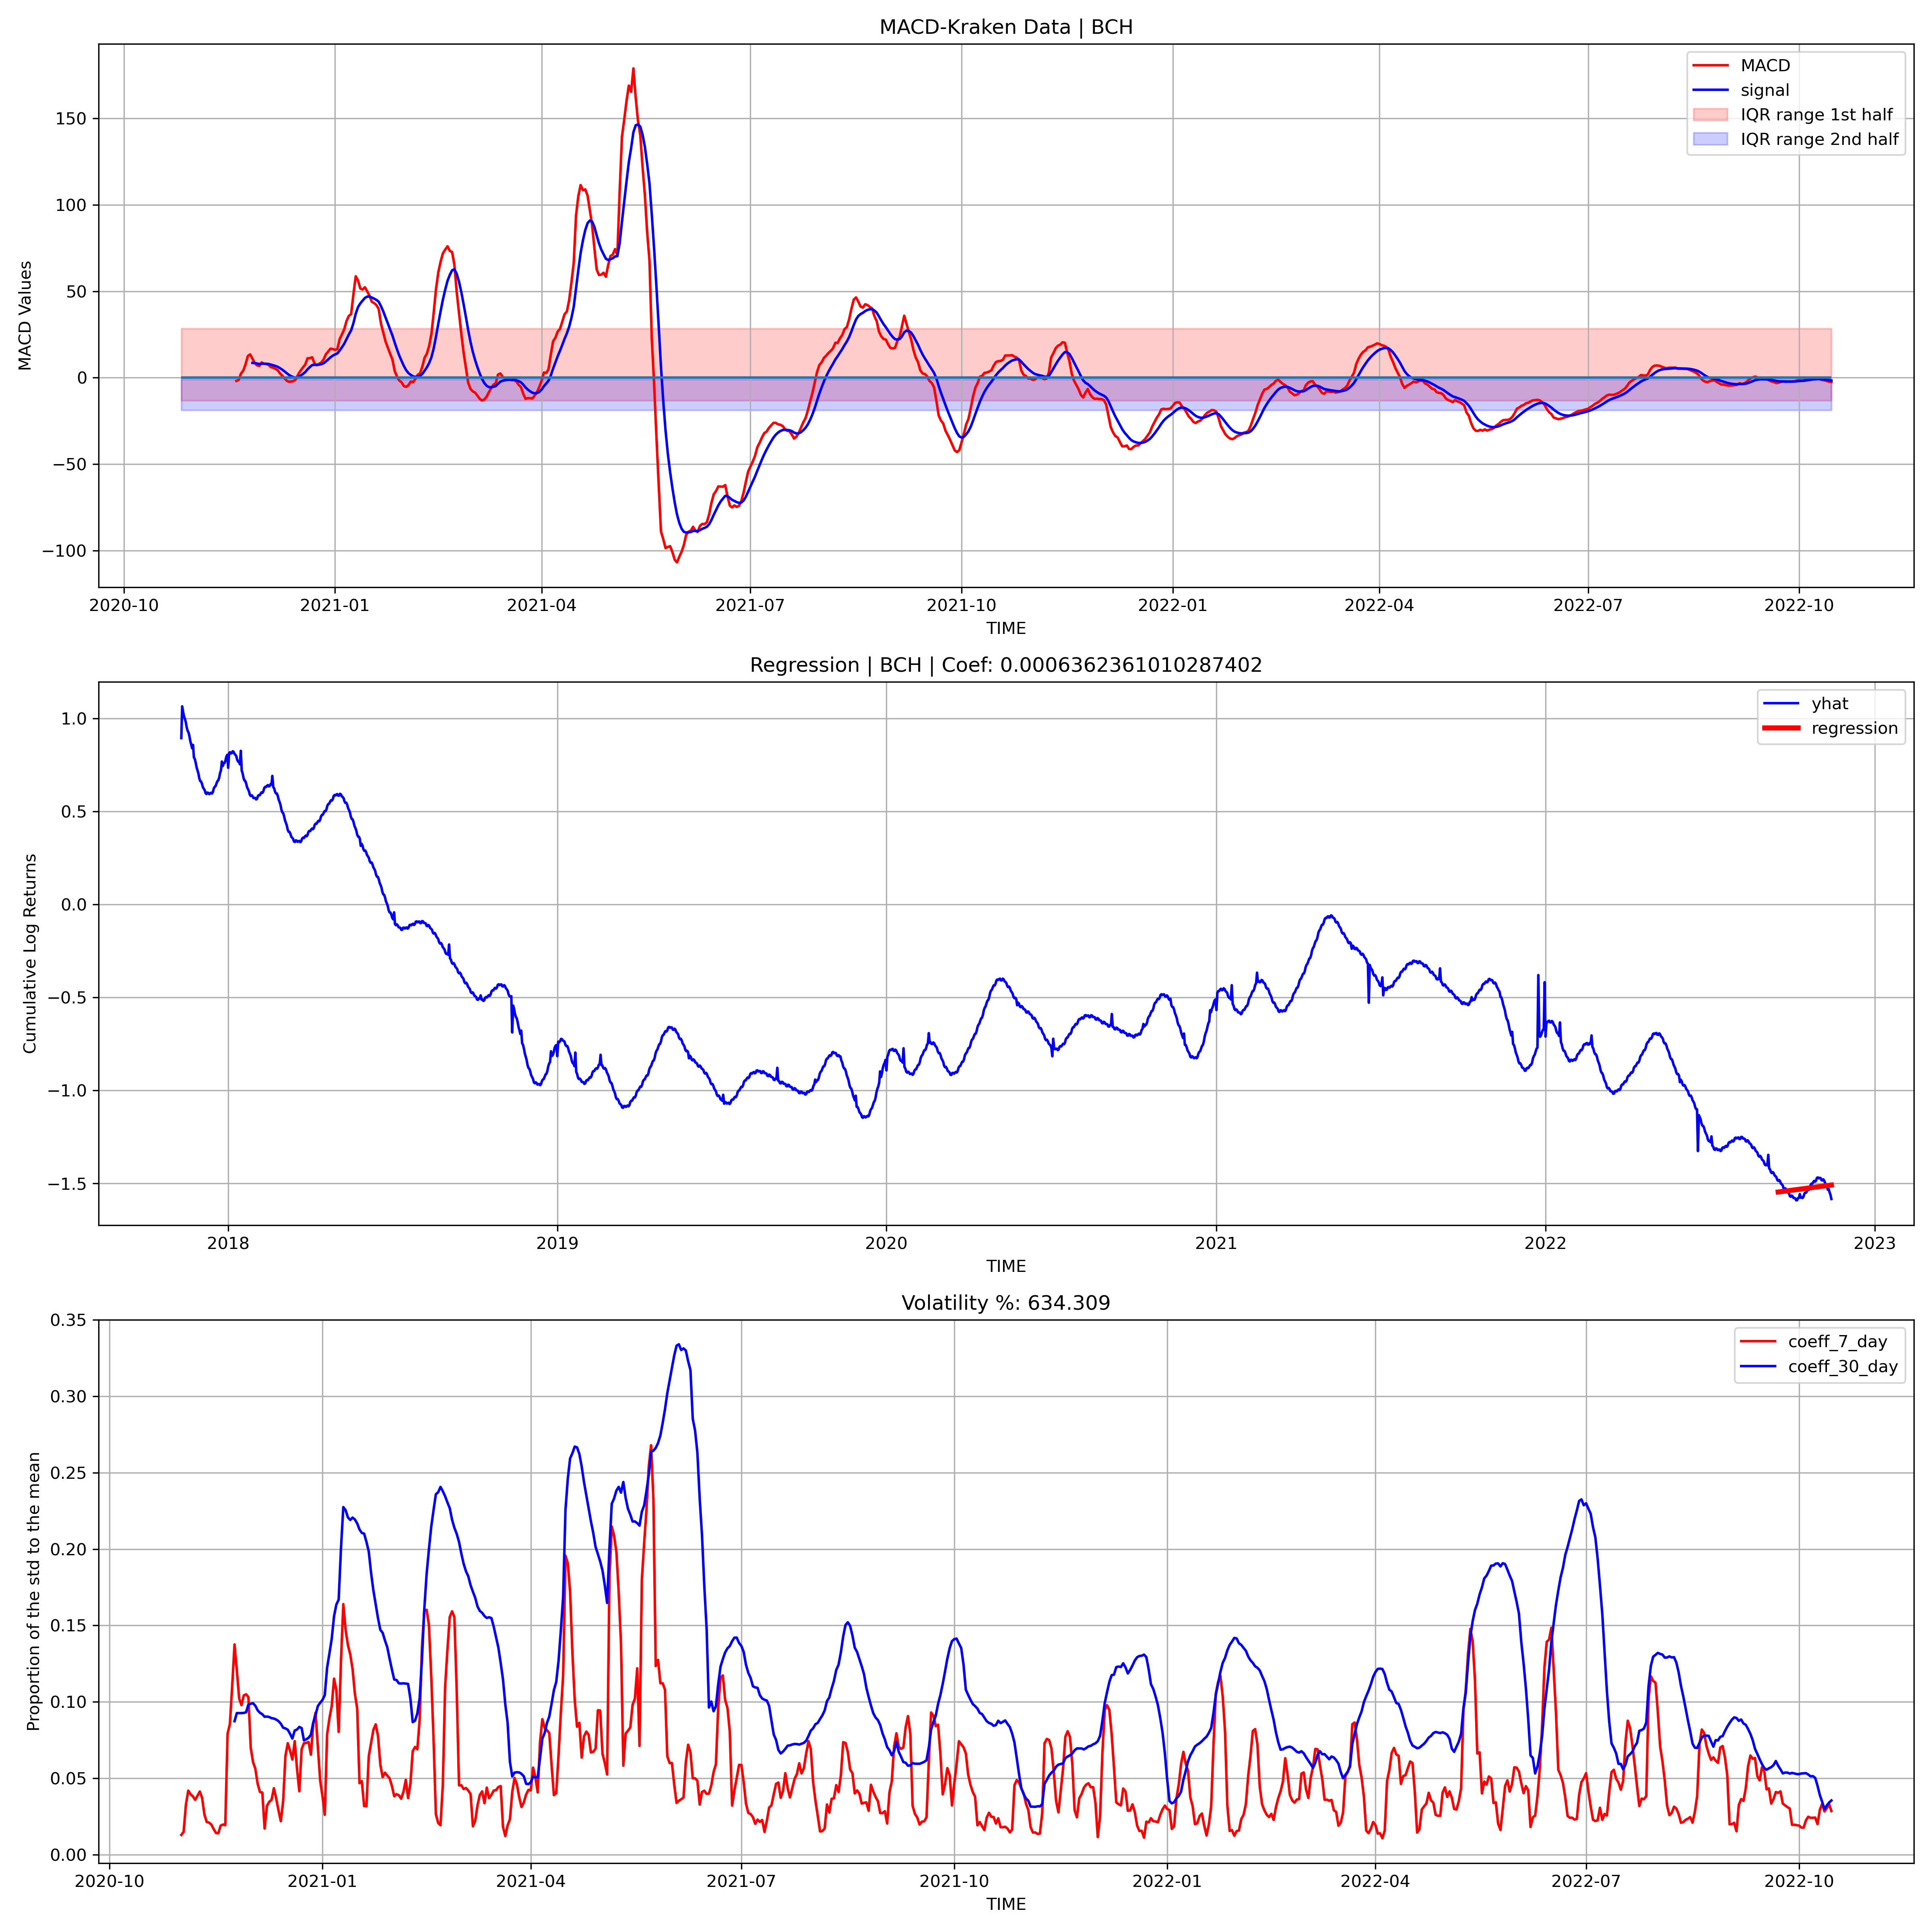 MACD-Kraken Data | BCH
MACD Values
150
100
50
0
−50
−100
MACD
signal
IQR range 1st half
IQR range 2nd half
2020-10 2021-01 2021-04 2021-07 2021-10 2022-01 2022-04 2022-07 2022-10
TIME
Regression | BCH | Coef: 0.0006362361010287402
Cumulative Log Returns
1.0
0.5
0.0
−0.5
−1.0
−1.5
yhat
regression
2018 2019 2020 2021 2022 2023
TIME
Volatility %: 634.309
Proportion of the std to the mean
0.35
0.30
0.25
0.20
0.15
0.10
0.05
0.00
coeff_7_day
coeff_30_day
2020-10 2021-01 2021-04 2021-07 2021-10 2022-01 2022-04 2022-07 2022-10
TIME